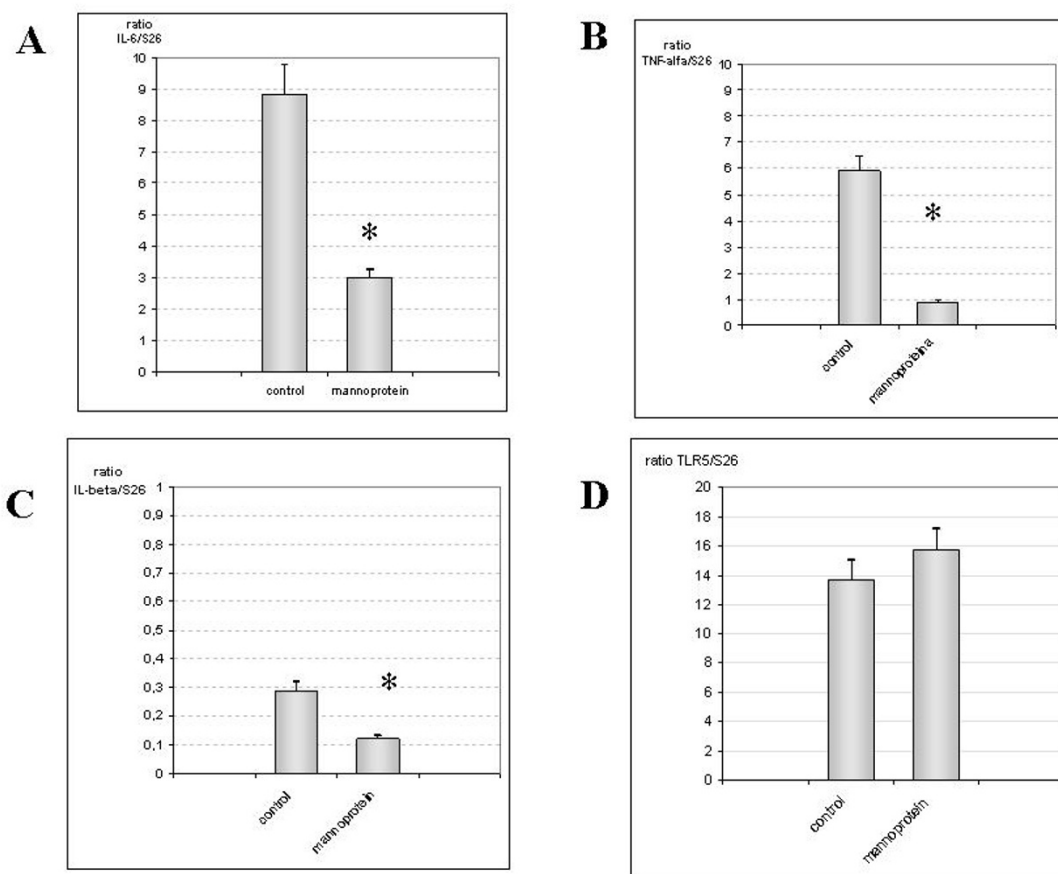 A
ratio
IL-6/S26
10
9
8
7
6
5
4
3
2
1
0
*
control
mannoprotein
B
ratio
TNF-alfa/S26
10
9
8
7
6
5
4
3
2
1
0
*
control
mannoproteina
C
ratio
IL-beta/S26
1
0,9
0,8
0,7
0,6
0,5
0,4
0,3
0,2
0,1
0
*
control
mannoprotein
D
ratio TLR5/S26
20
18
16
14
12
10
8
6
4
2
0
control
mannoprotein